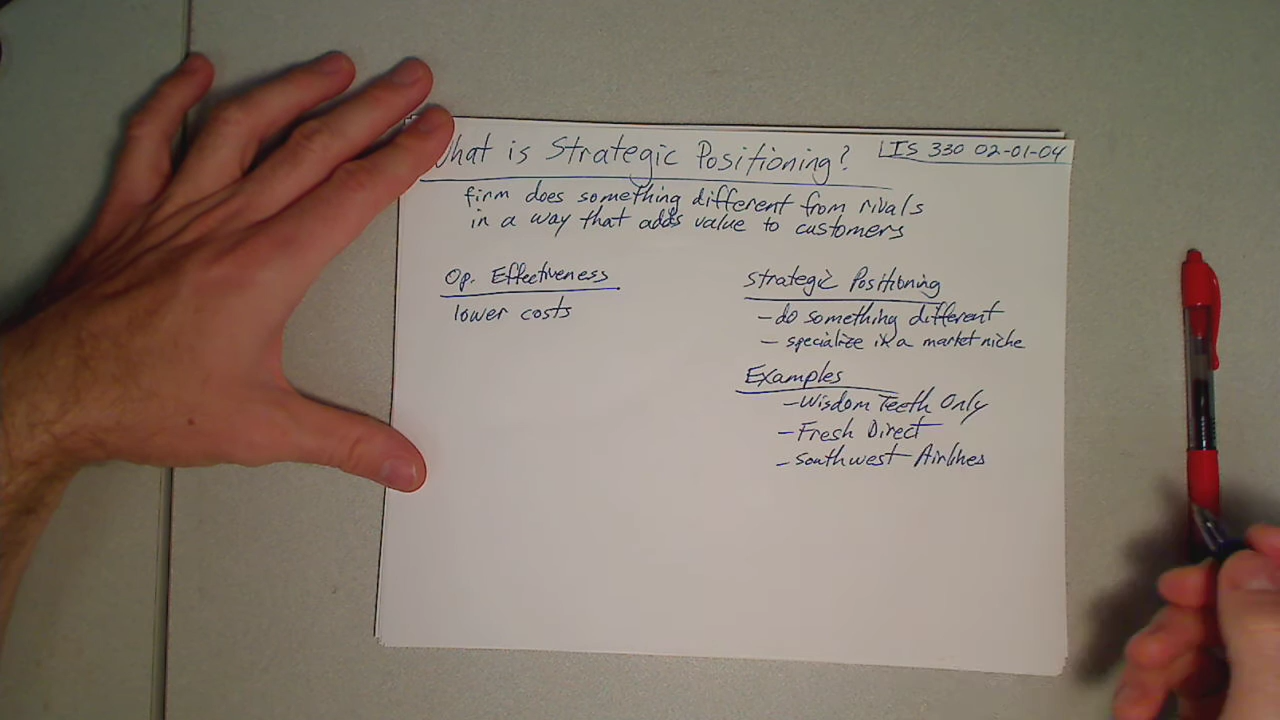 What is Strategic Positioning?
LIS 330 02-01-04
firm does something different from rivals
in a way that adds value to customers
Op. Effectiveness
lower costs
Strategic Positioning
- do something different
- specialize in a market niche
Examples
- Wisdom Teeth Only
- Fresh Direct
- Southwest Airlines